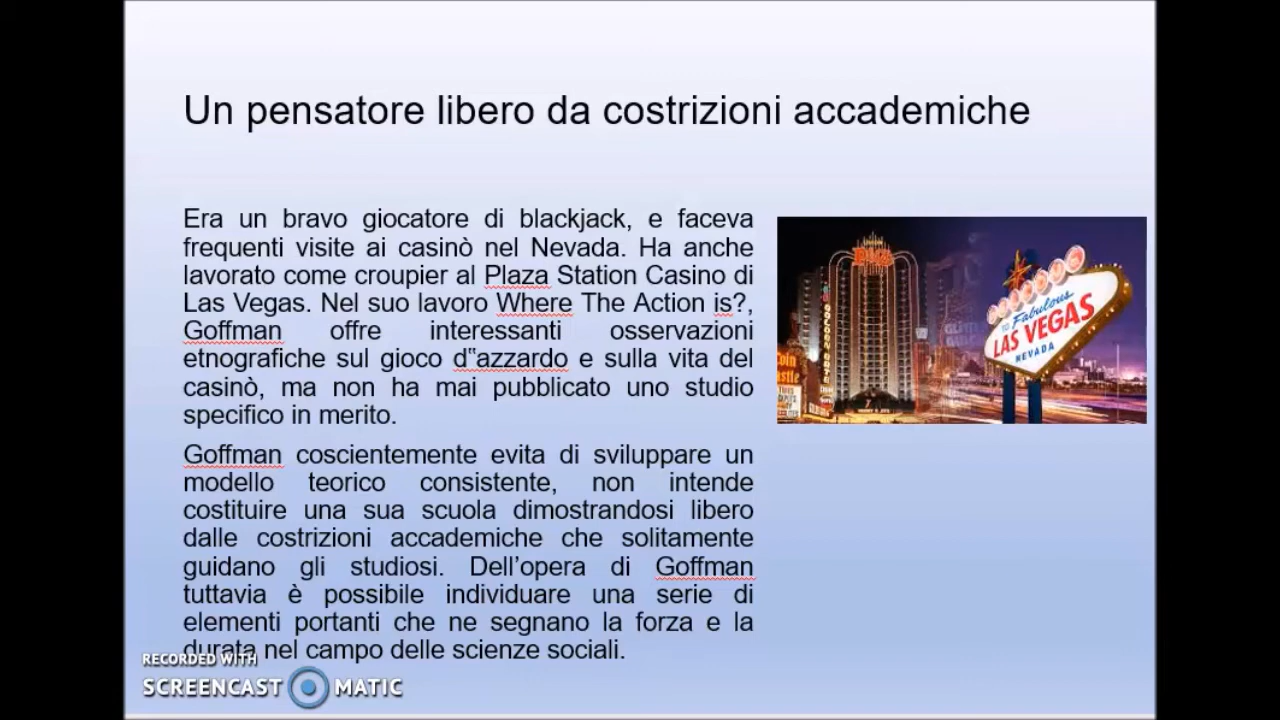 Un pensatore libero da costrizioni accademiche
Era un bravo giocatore di blackjack, e faceva
frequenti visite ai casinò nel Nevada. Ha anche
lavorato come croupier al Plaza Station Casino di
Las Vegas. Nel suo lavoro Where The Action is?,
Goffman offre interessanti osservazioni
etnografiche sul gioco d‟azzardo e sulla vita del
casinò, ma non ha mai pubblicato uno studio
specifico in merito.
Goffman coscientemente evita di sviluppare un
modello teorico consistente, non intende
costituire una sua scuola dimostrandosi libero
dalle costrizioni accademiche che solitamente
guidano gli studiosi. Dell’opera di Goffman
tuttavia è possibile individuare una serie di
elementi portanti che ne segnano la forza e la
durata nel campo delle scienze sociali.
Fabulous
LAS VEGAS
NEVADA
GOLDEN GATE
RECORDED WITH
SCREENCAST MATIC